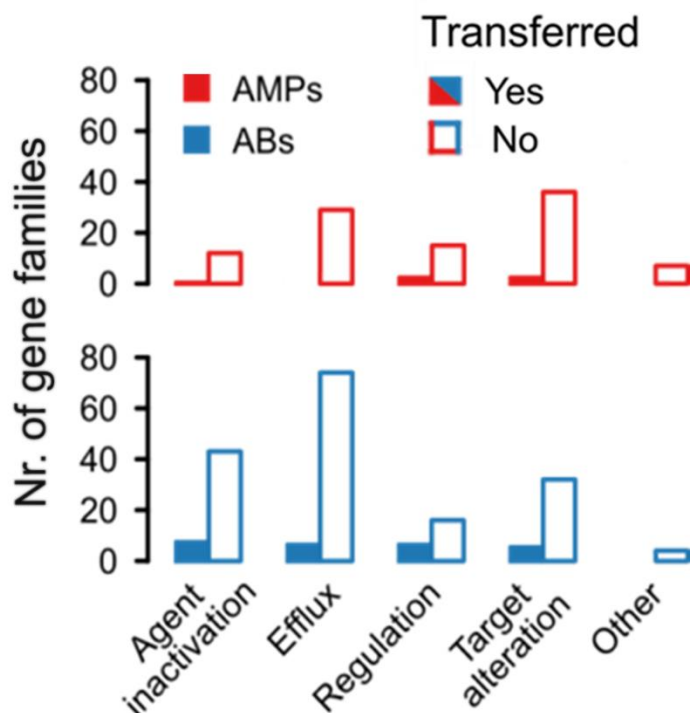 Transferred
AMPs
ABs
Yes
No
Nr. of gene families
80
60
40
20
0
80
60
40
20
0
Agent
inactivation
Efflux
Regulation
Target
alteration
Other